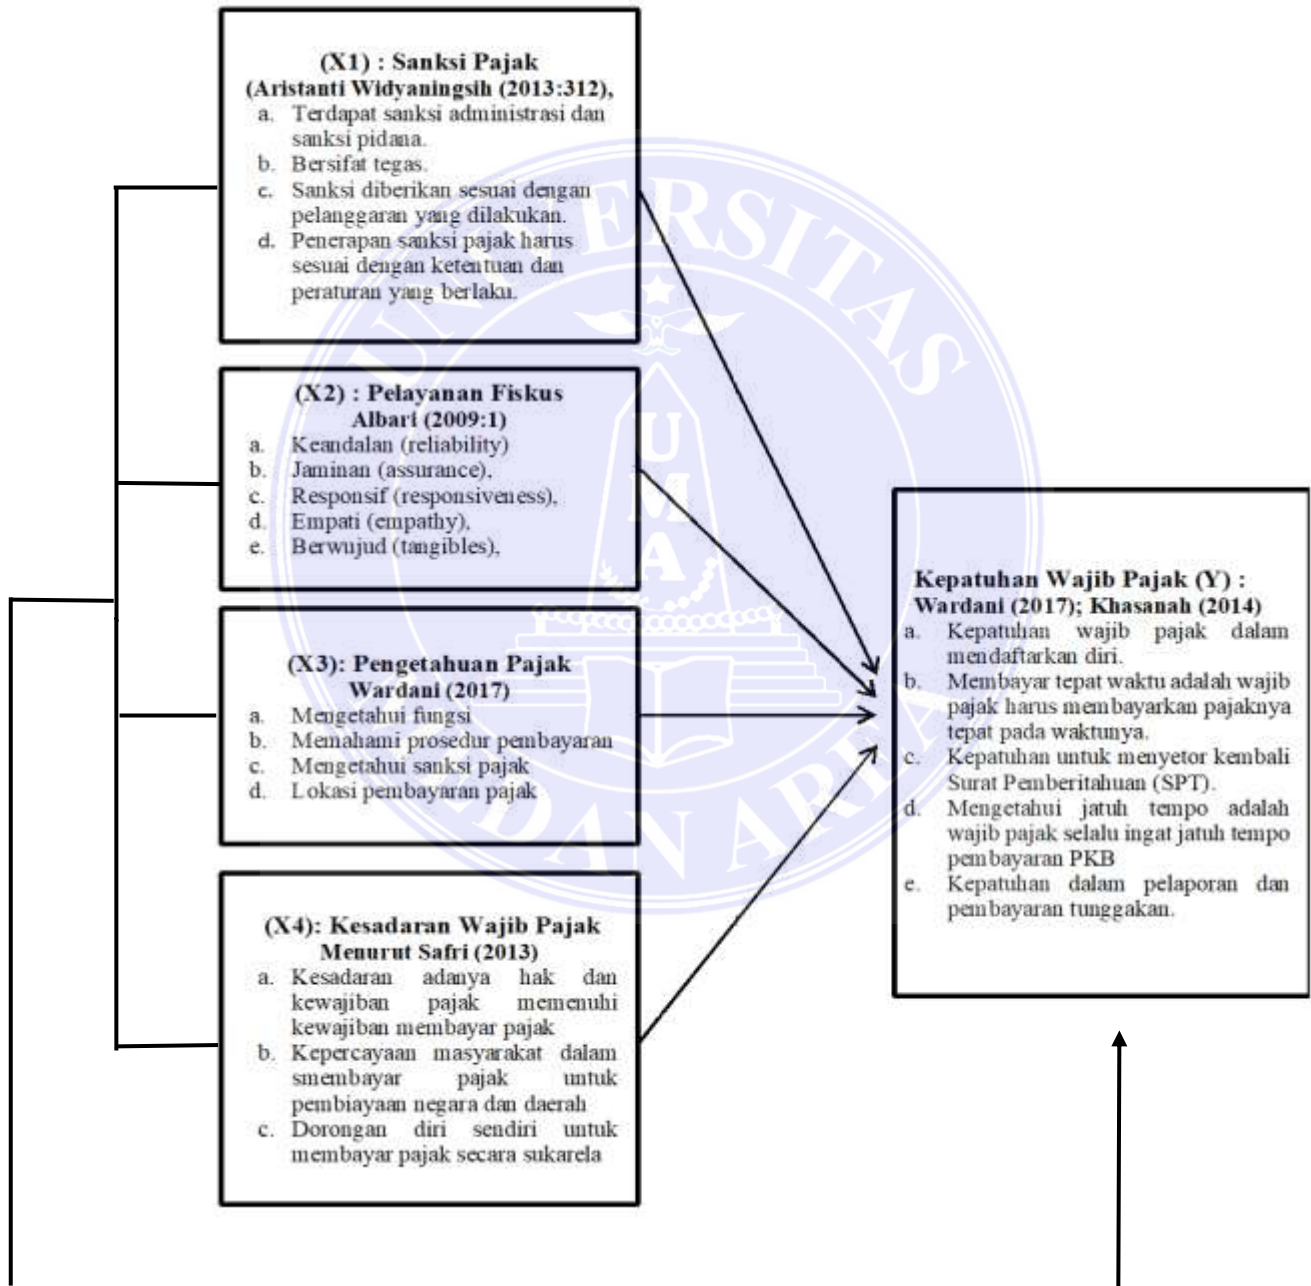 (X1) : Sanksi Pajak
(Aristanti Widyaningsih (2013:312),
a. Terdapat sanksi administrasi dan
sanksi pidana.
b. Bersifat tegas.
c. Sanksi diberikan sesuai dengan
pelanggaran yang dilakukan.
d. Penerapan sanksi pajak harus
sesuai dengan ketentuan dan
peraturan yang berlaku.
(X2) : Pelayanan Fiskus
Albari (2009:1)
a. Keandalan (reliability)
b. Jaminan (assurance),
c. Responsif (responsiveness),
d. Empati (empathy),
e. Berwujud (tangibles),
(X3): Pengetahuan Pajak
Wardani (2017)
a. Mengetahui fungsi
b. Memahami prosedur pembayaran
c. Mengetahui sanksi pajak
d. Lokasi pembayaran pajak
(X4): Kesadaran Wajib Pajak
Menurut Safri (2013)
a. Kesadaran adanya hak dan
kewajiban pajak memenuhi
kewajiban membayar pajak
b. Kepercayaan masyarakat dalam
smembayar pajak untuk
pembiayaan negara dan daerah
c. Dorongan diri sendiri untuk
membayar pajak secara sukarela
Kepatuhan Wajib Pajak (Y) :
Wardani (2017); Khasanah (2014)
a. Kepatuhan wajib pajak dalam
mendaftarkan diri.
b. Membayar tepat waktu adalah wajib
pajak harus membayarkan pajaknya
tepat pada waktunya.
c. Kepatuhan untuk menyetor kembali
Surat Pemberitahuan (SPT).
d. Mengetahui jatuh tempo adalah
wajib pajak selalu ingat jatuh tempo
pembayaran PKB
e. Kepatuhan dalam pelaporan dan
pembayaran tunggakan.
UNIVERSITAS
UMA
MEDAN AREA